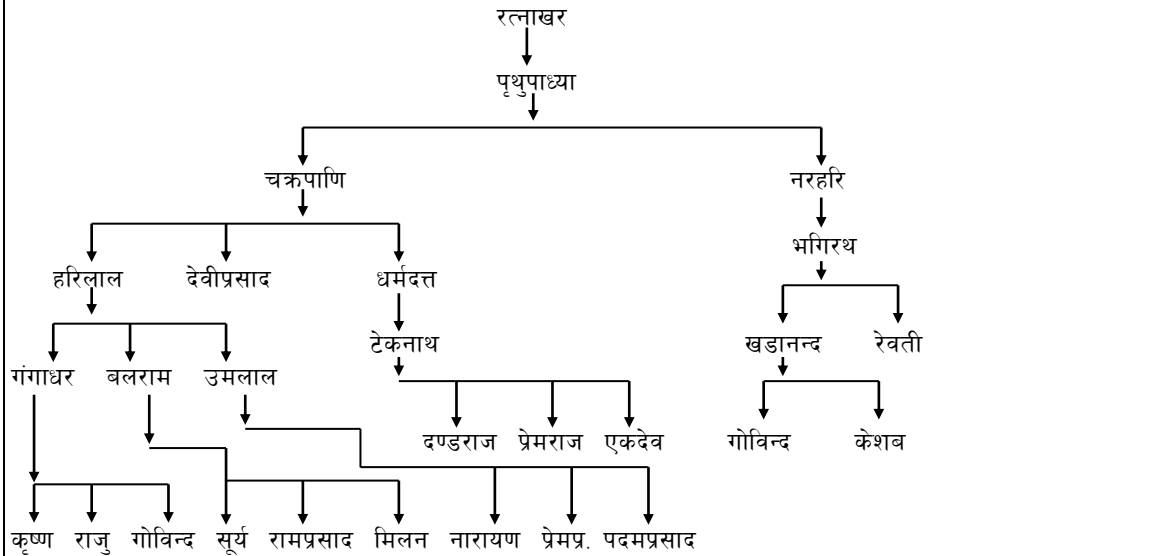 रत्नाखर
पृथुपाध्या
चक्रपाणि नरहरि
भगिरथ
हरिलाल देवीप्रसाद धर्मदत्त
टेकनाथ खडानन्द रेवती
गंगाधर बलराम उमलाल
दण्डराज प्रेमराज एकदेव गोविन्द केशब
कृष्ण राजु गोविन्द सूर्य रामप्रसाद मिलन नारायण प्रेमप्र. पदमप्रसाद